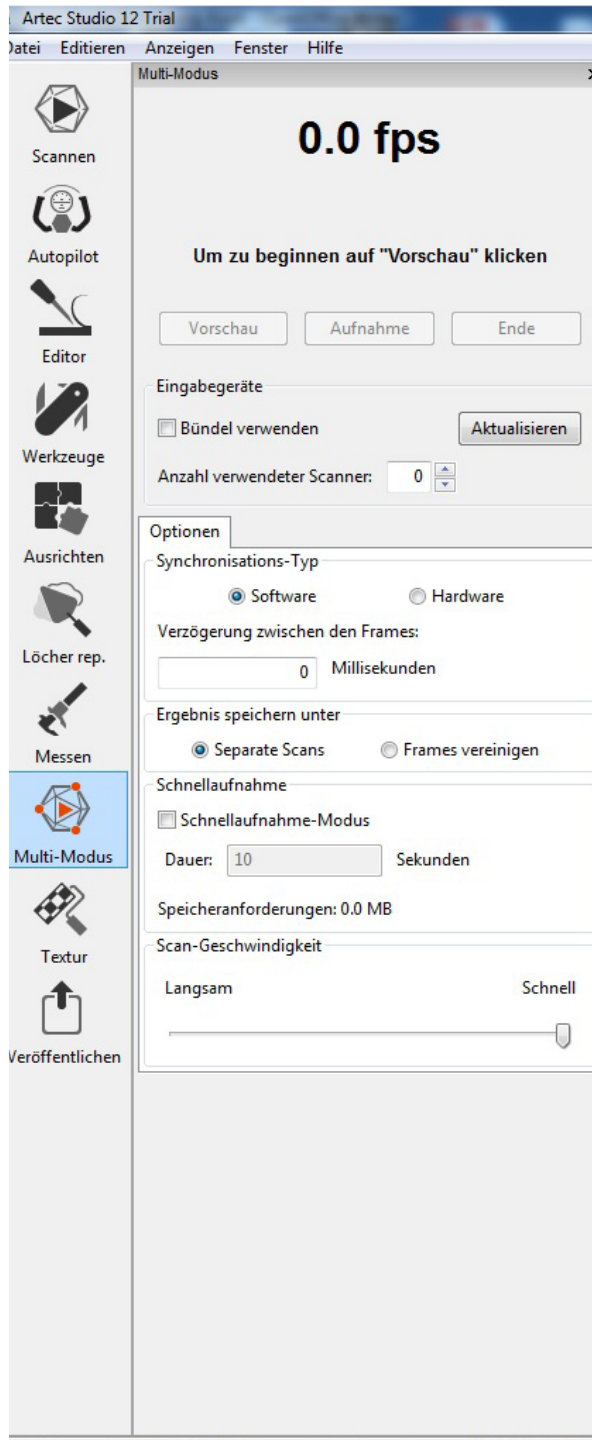 Artec Studio 12 Trial
Datei Editieren Anzeigen Fenster Hilfe
Multi-Modus
Scannen
Autopilot
Editor
Werkzeuge
Ausrichten
Löcher rep.
Messen
Multi-Modus
Textur
Veröffentlichen
0.0 fps
Um zu beginnen auf "Vorschau" klicken
Vorschau Aufnahme Ende
Eingabegeräte
Bündel verwenden Aktualisieren
Anzahl verwendeter Scanner: 0
Optionen
Synchronisations-Typ
Software Hardware
Verzögerung zwischen den Frames:
0 Millisekunden
Ergebnis speichern unter
Separate Scans Frames vereinigen
Schnellaufnahme
Schnellaufnahme-Modus
Dauer: 10 Sekunden
Speicheranforderungen: 0.0 MB
Scan-Geschwindigkeit
Langsam Schnell